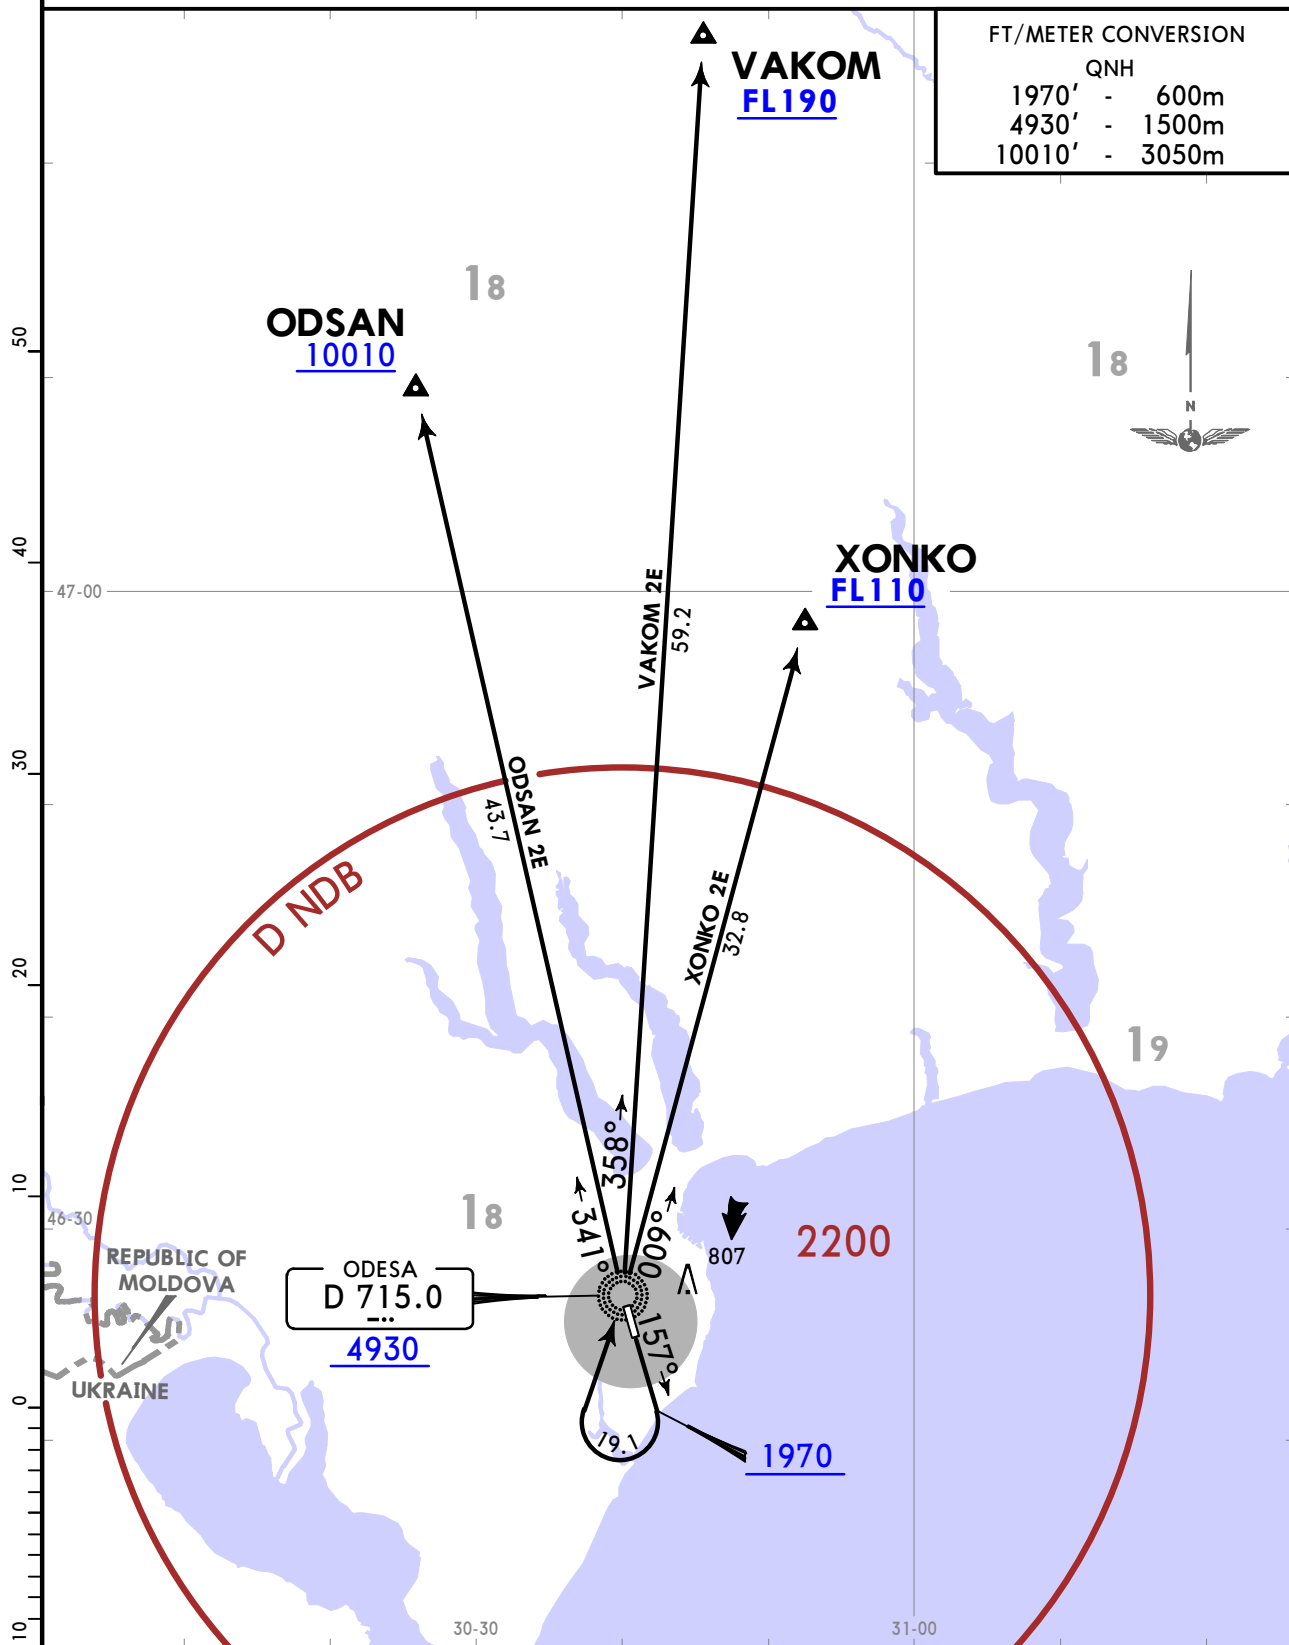 FT/METER CONVERSION
QNH
1970' - 600m
4930' - 1500m
10010' - 3050m
VAKOM
FL190
18
ODSAN
10010
18
N
50
40
30
20
10
0
10
XONKO
FL110
47-00
VAKOM 2E
59.2
ODSAN 2E
43.7
XONKO 2E
32.8
D NDB
19
358°
341°
009°
18
46-30
807
2200
REPUBLIC OF
MOLDOVA
UKRAINE
ODESA
D 715.0
4930
157°
19.1
1970
30-30
31-00